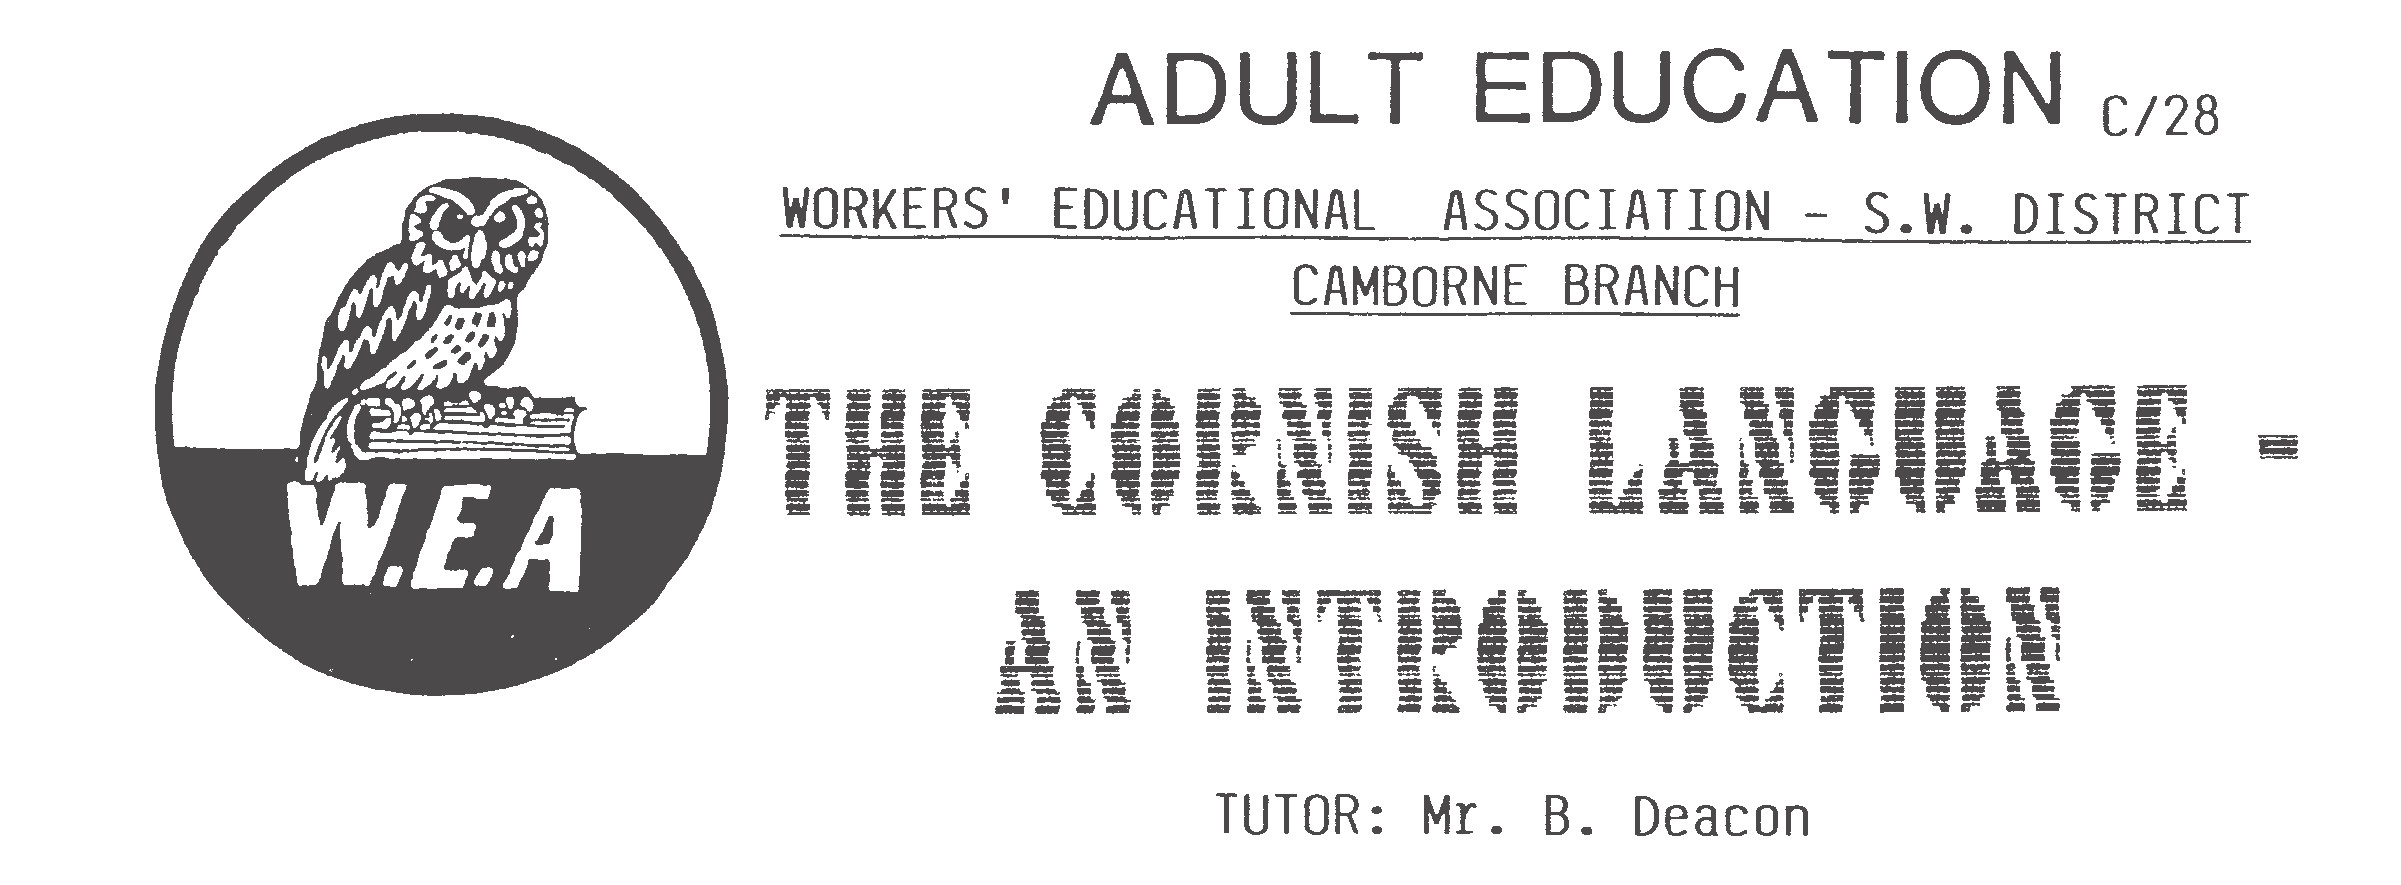 ADULT EDUCATION C/28
WORKERS' EDUCATIONAL ASSOCIATION - S.W. DISTRICT
CAMBORNE BRANCH
THE CORNISH LANGUAGE -
AN INTRODUCTION
TUTOR: Mr. B. Deacon
W.E.A